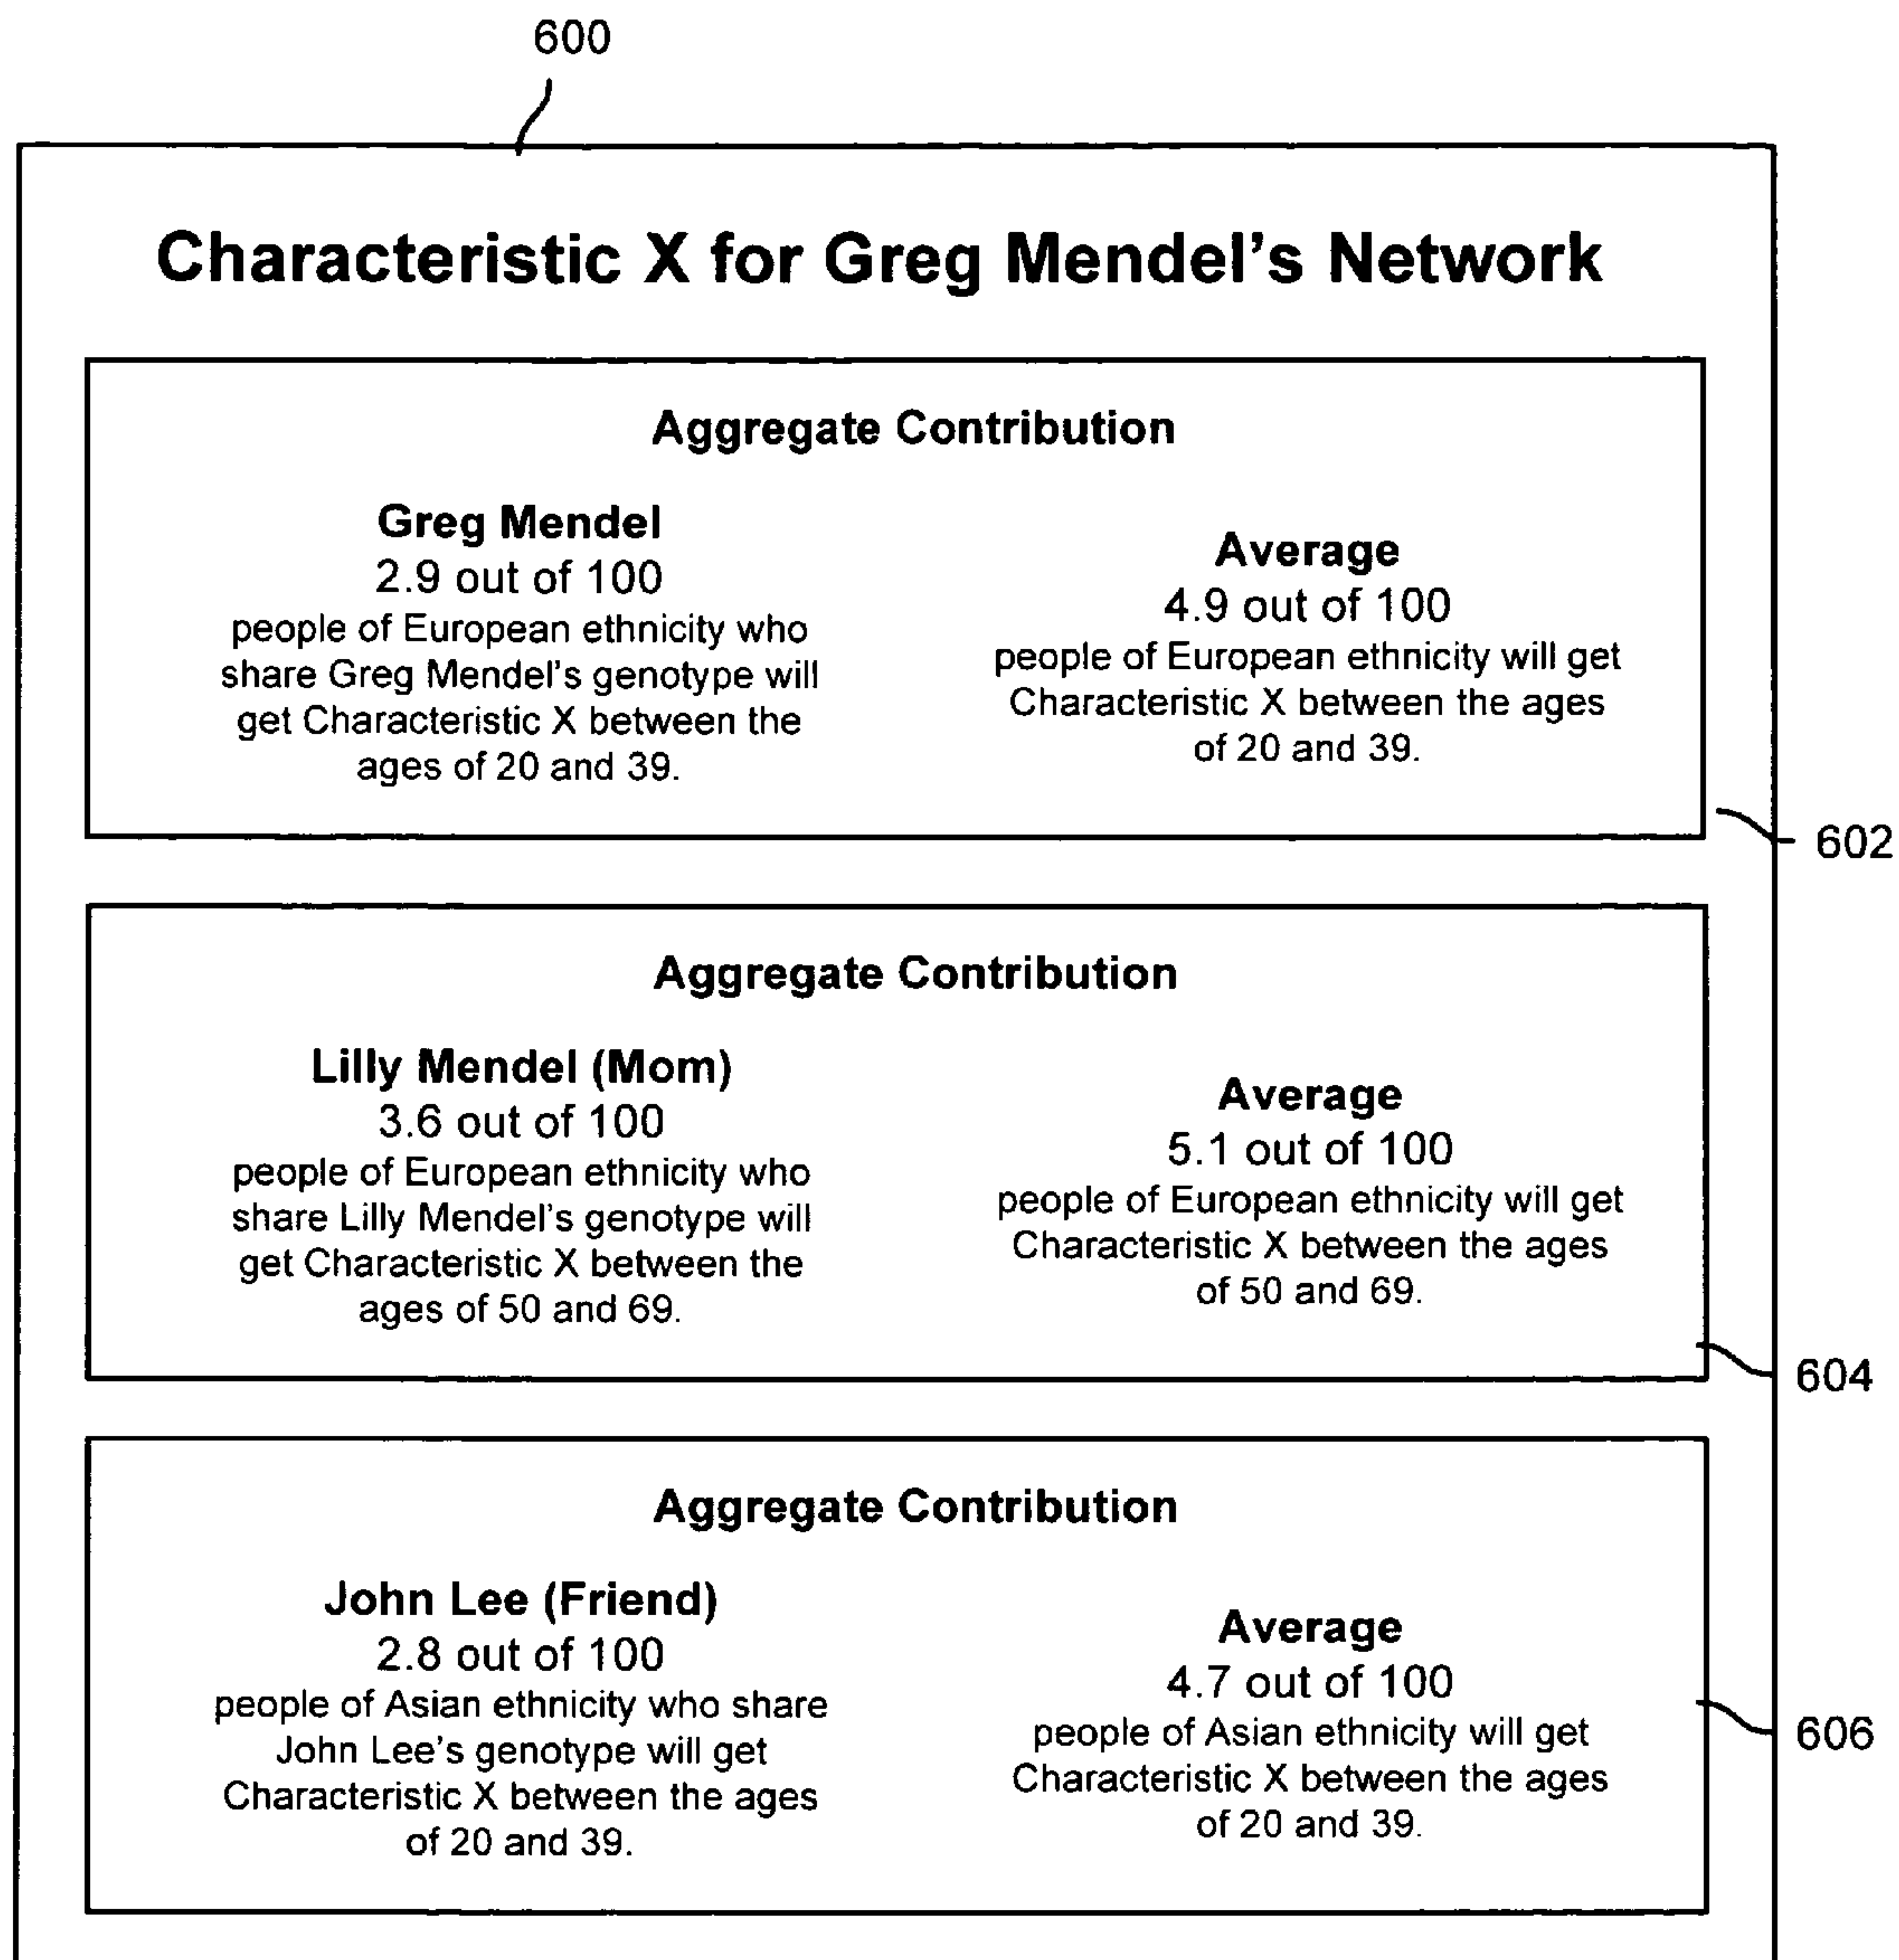 600
Characteristic X for Greg Mendel's Network
Aggregate Contribution
Greg Mendel
2.9 out of 100
people of European ethnicity who
share Greg Mendel's genotype will
get Characteristic X between the
ages of 20 and 39.
Average
4.9 out of 100
people of European ethnicity will get
Characteristic X between the ages
of 20 and 39.
602
Aggregate Contribution
Lilly Mendel (Mom)
3.6 out of 100
people of European ethnicity who
share Lilly Mendel's genotype will
get Characteristic X between the
ages of 50 and 69.
Average
5.1 out of 100
people of European ethnicity will get
Characteristic X between the ages
of 50 and 69.
604
Aggregate Contribution
John Lee (Friend)
2.8 out of 100
people of Asian ethnicity who share
John Lee's genotype will get
Characteristic X between the ages
of 20 and 39.
Average
4.7 out of 100
people of Asian ethnicity will get
Characteristic X between the ages
of 20 and 39.
606